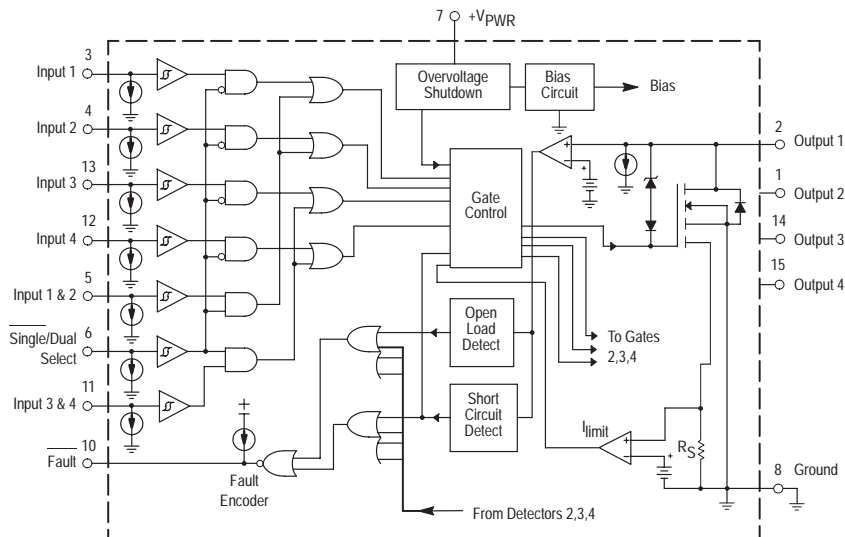 7 +VPWR
3
Input 1
Overvoltage
Shutdown
Bias
Circuit
Bias
4
Input 2
2
Output 1
+
−
+
13
Input 3
Gate
Control
1
Output 2
12
Input 4
14
Output 3
5
Input 1 & 2
15
Output 4
6
Single/Dual
Select
Open
Load
Detect
To Gates
2,3,4
11
Input 3 & 4
+
Short
Circuit
Detect
Ilimit
+
−
+
RS
10
Fault
Fault
Encoder
8 Ground
From Detectors 2,3,4